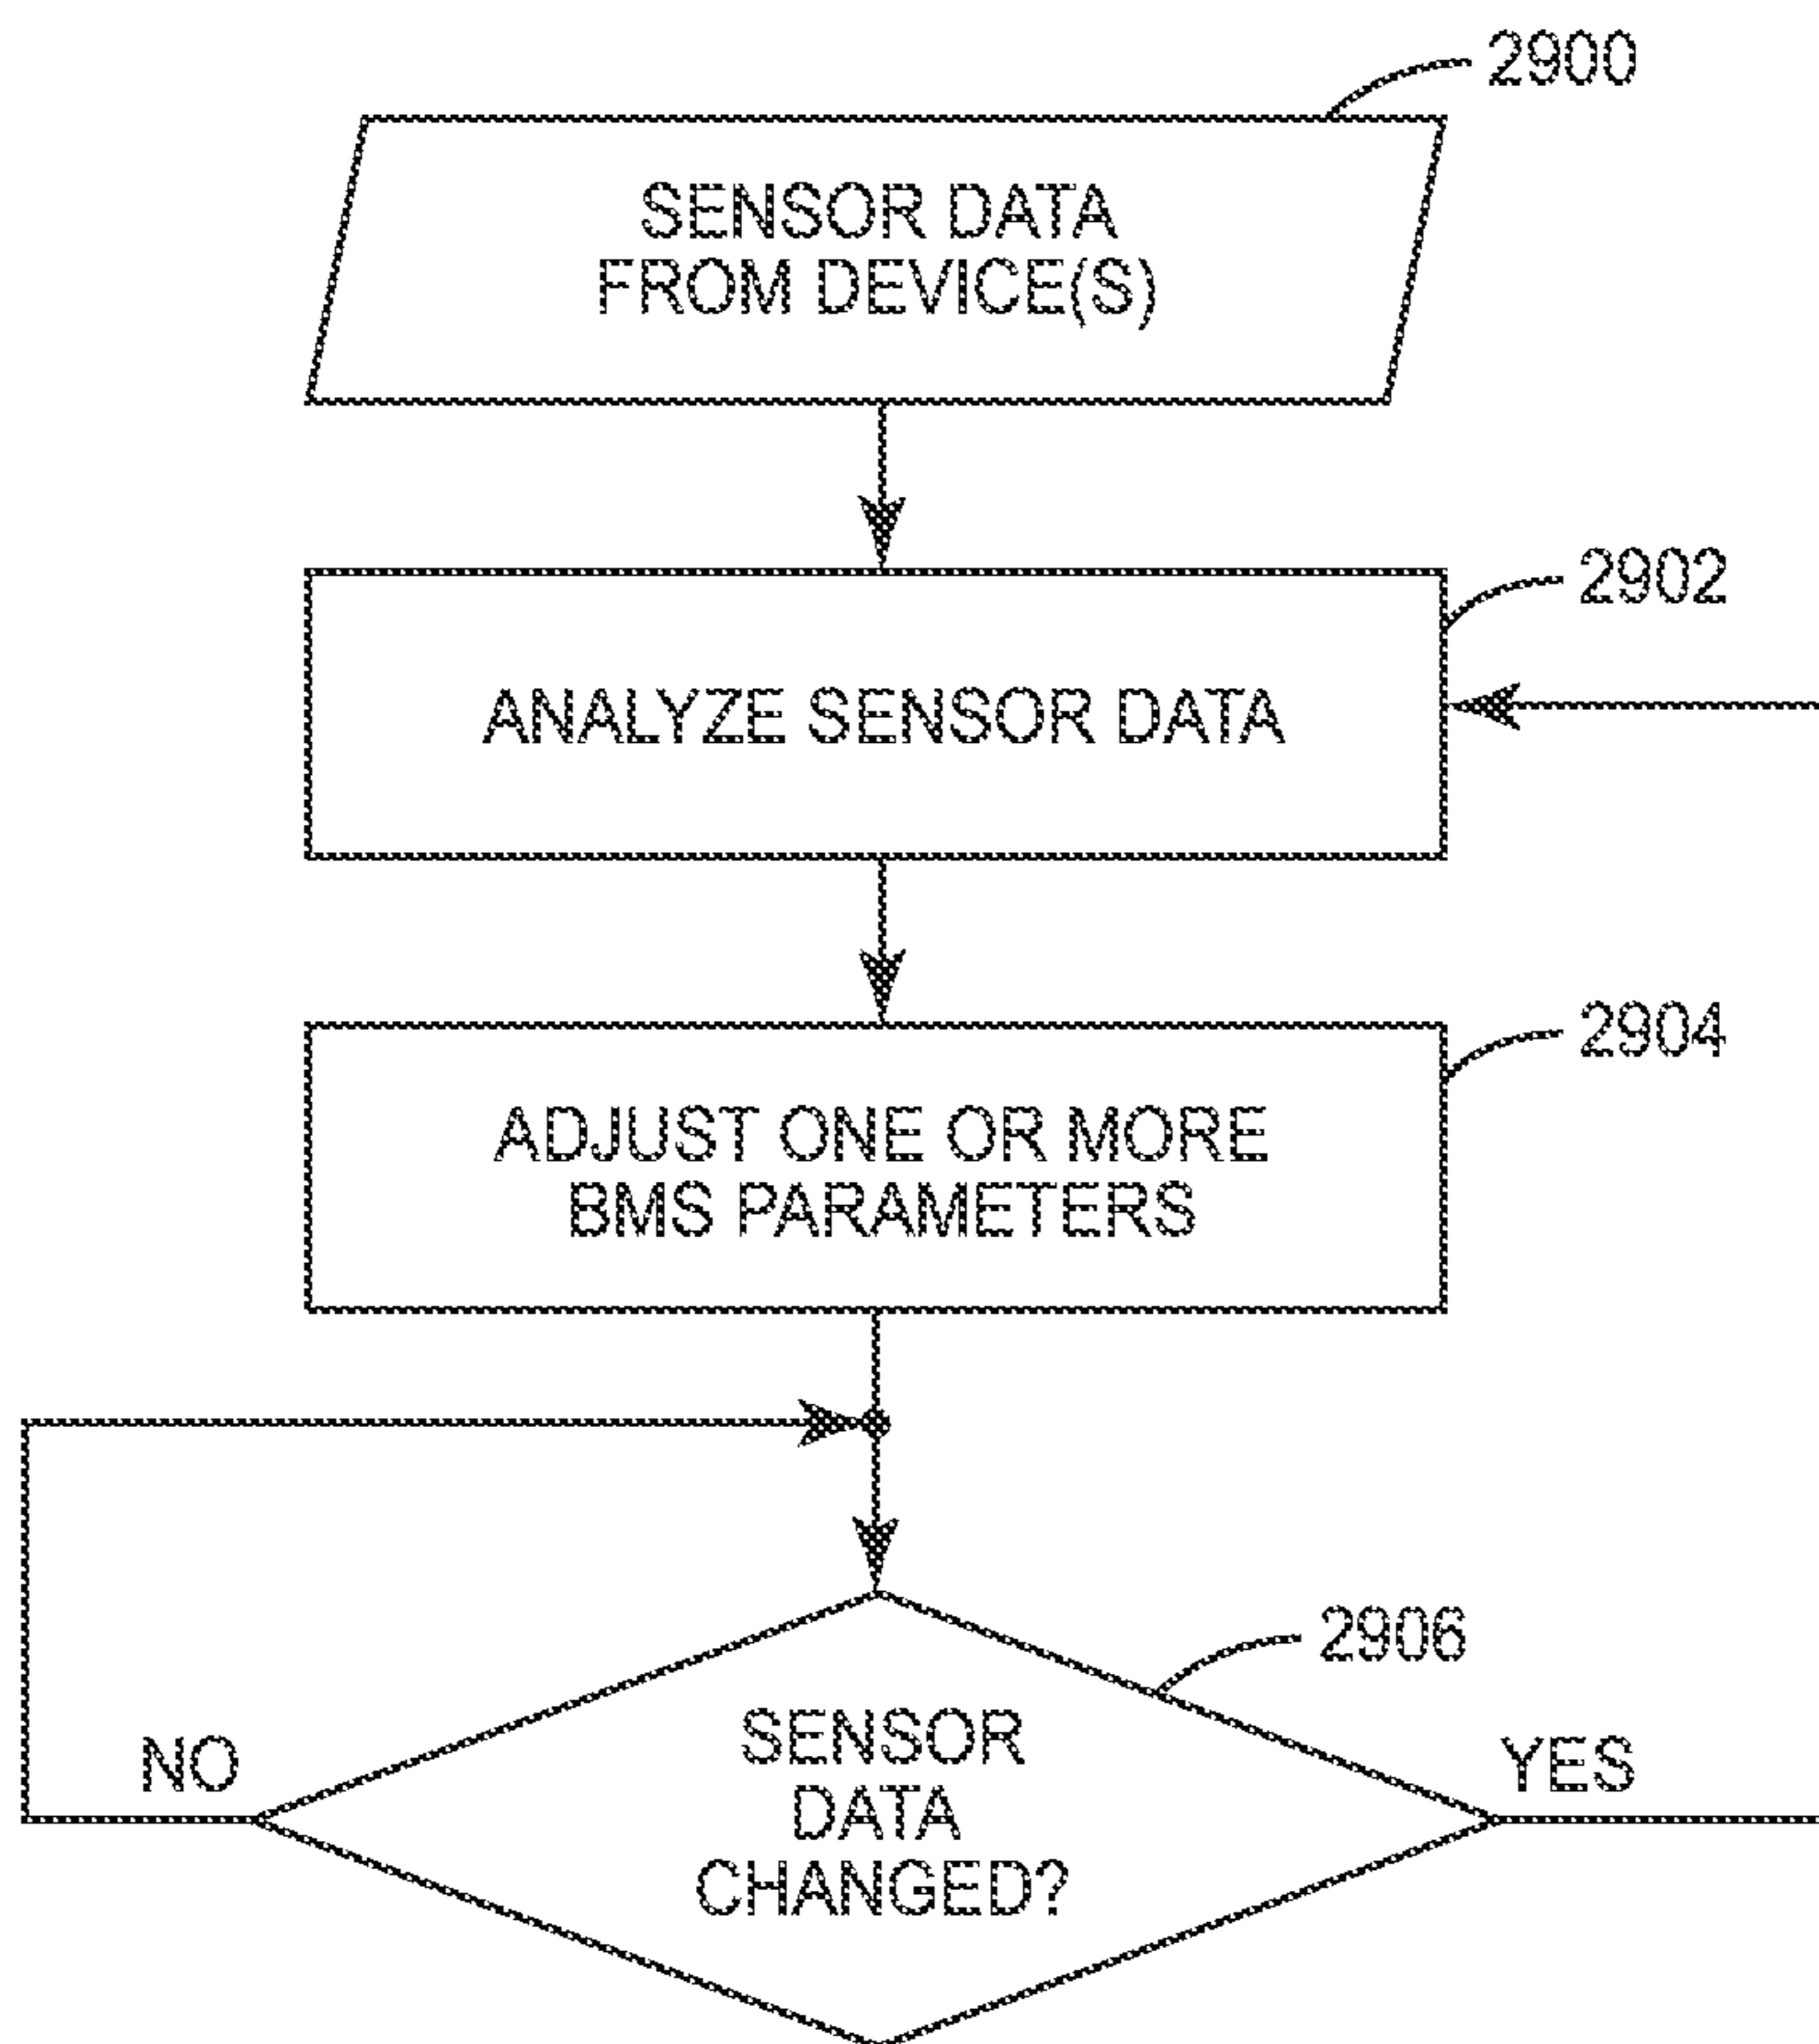 2900
SENSOR DATA
FROM DEVICE(S)
2902
ANALYZE SENSOR DATA
2904
ADJUST ONE OR MORE
BMS PARAMETERS
2906
SENSOR
DATA
CHANGED?
NO
YES